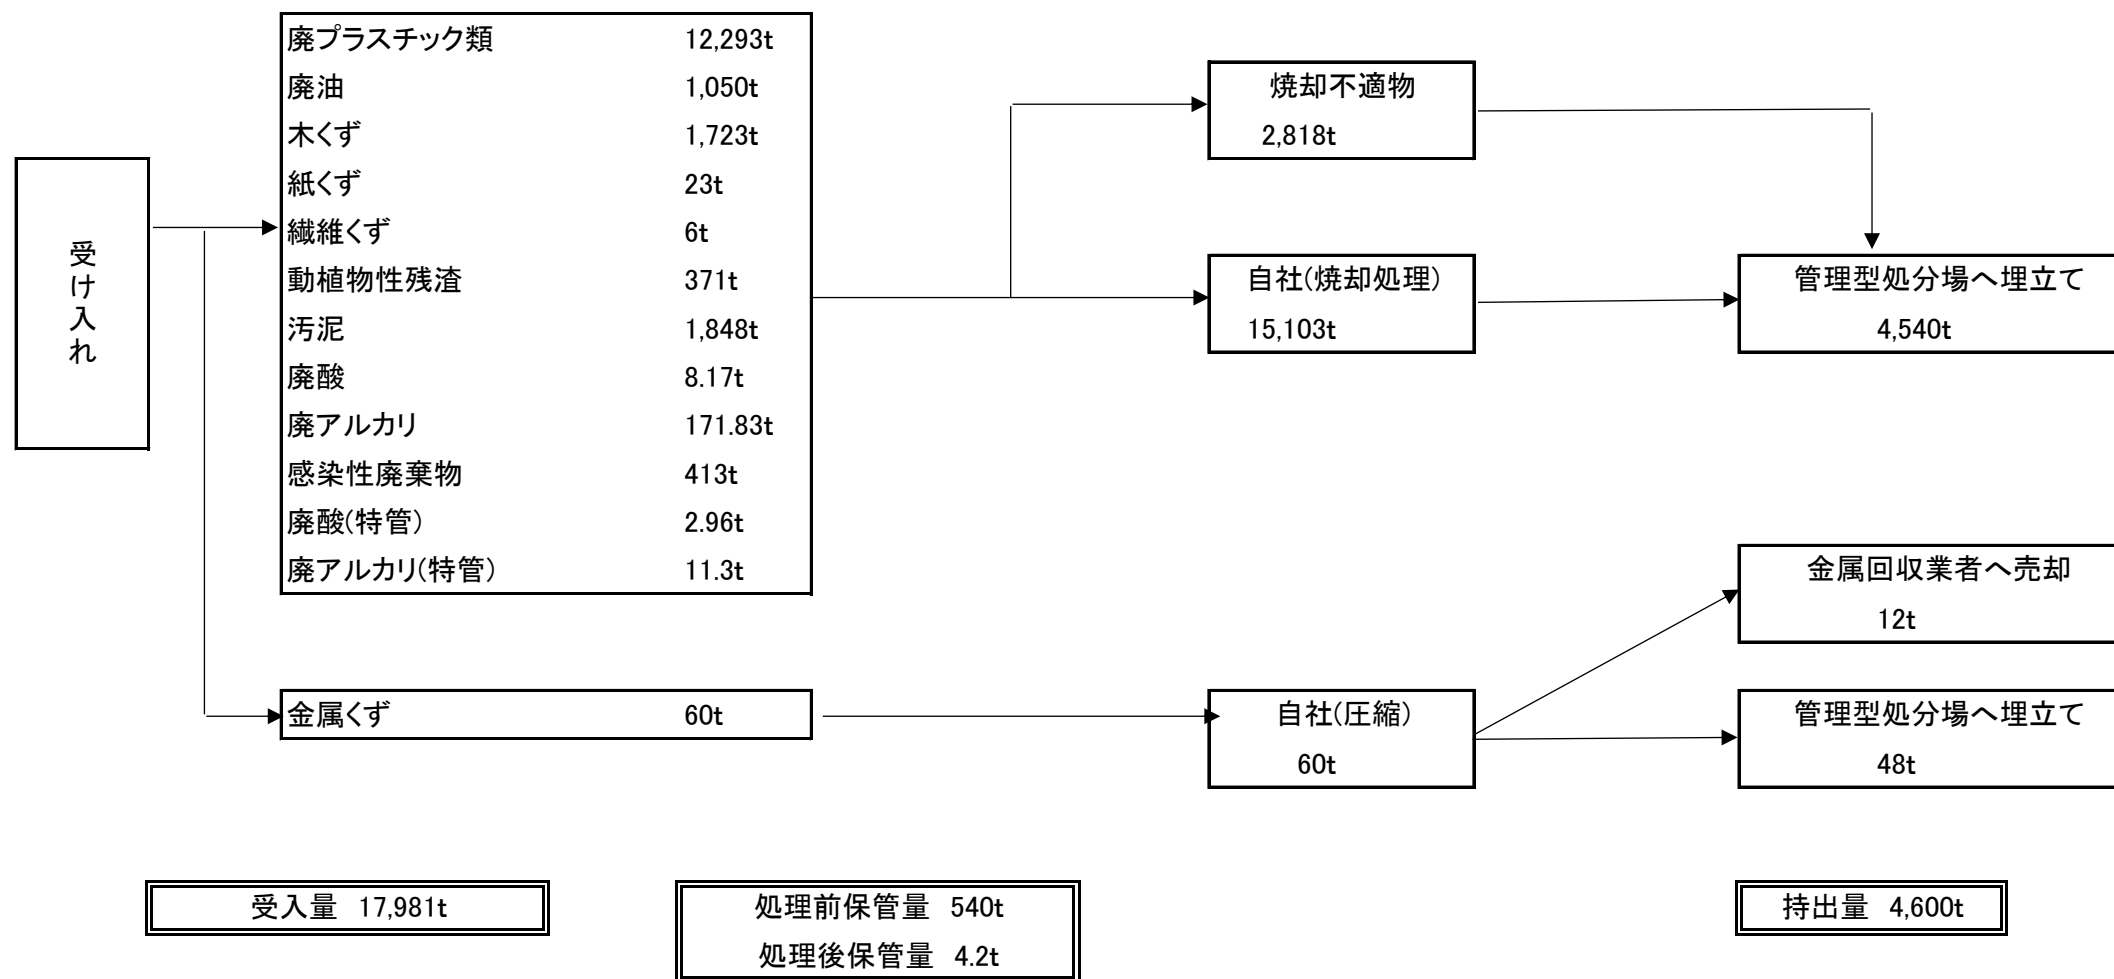 受け入れ
廃プラスチック類 12,293t
廃油 1,050t
木くず 1,723t
紙くず 23t
繊維くず 6t
動植物性残渣 371t
汚泥 1,848t
廃酸 8.17t
廃アルカリ 171.83t
感染性廃棄物 413t
廃酸(特管) 2.96t
廃アルカリ(特管) 11.3t
金属くず 60t
焼却不適物
2,818t
自社(焼却処理)
15,103t
管理型処分場へ埋立て
4,540t
自社(圧縮)
60t
金属回収業者へ売却
12t
管理型処分場へ埋立て
48t
受入量 17,981t
処理前保管量 540t
処理後保管量 4.2t
持出量 4,600t